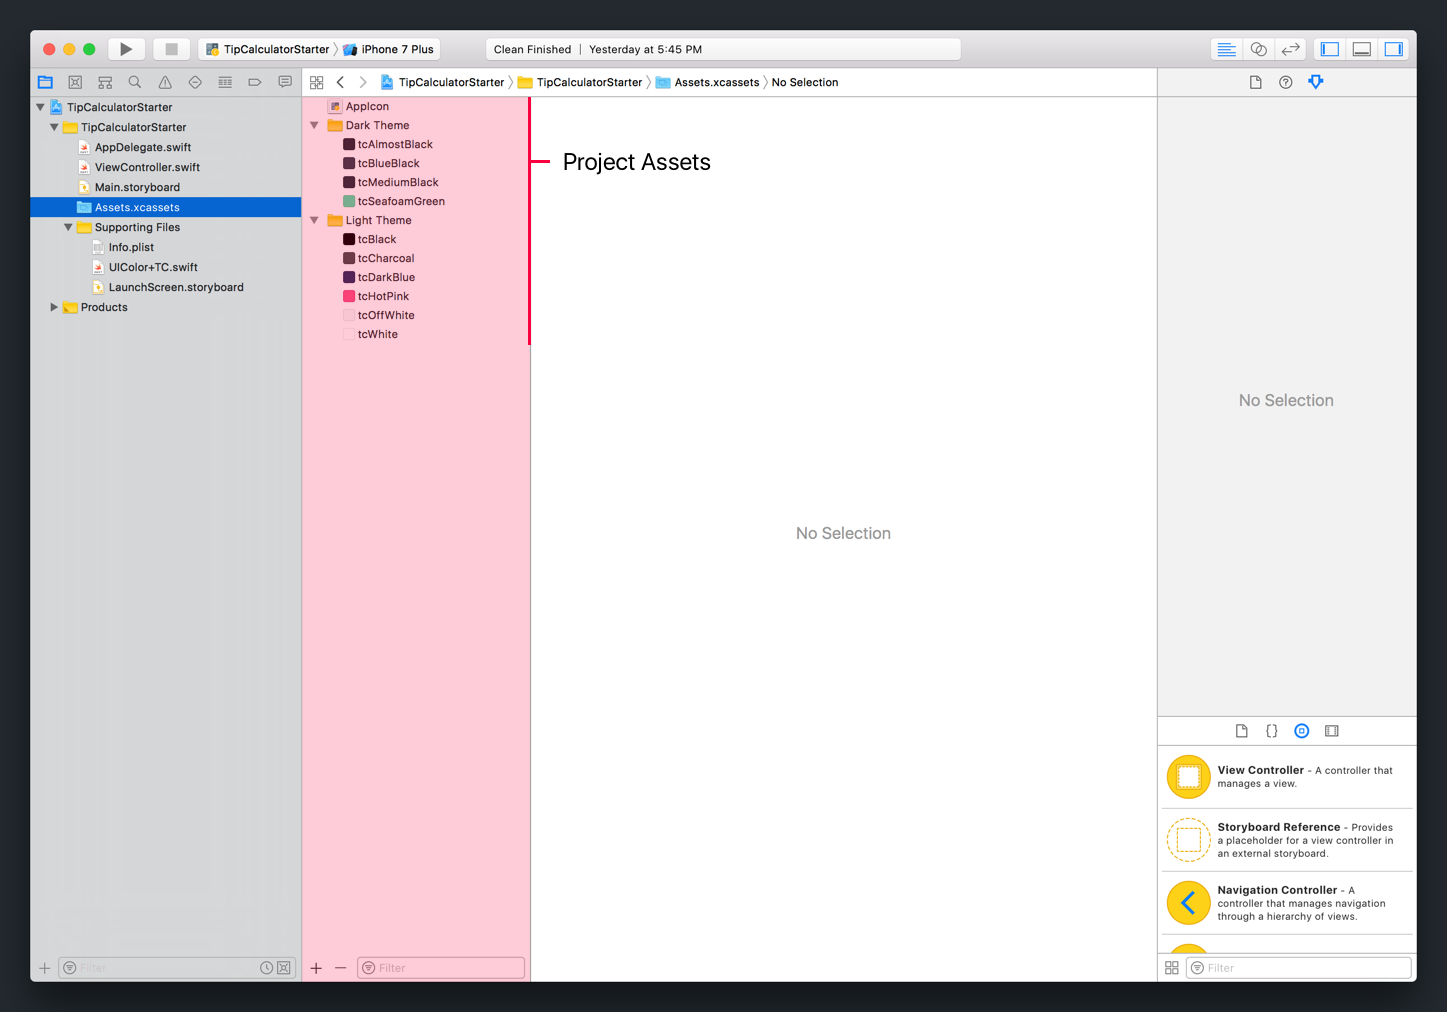 TipCalculatorStarter
iPhone 7 Plus
Clean Finished | Yesterday at 5:45 PM
TipCalculatorStarter
TipCalculatorStarter
Assets.xcassets
No Selection
TipCalculatorStarter
TipCalculatorStarter
AppDelegate.swift
ViewController.swift
Main.storyboard
Assets.xcassets
Supporting Files
Info.plist
UIColor+TC.swift
LaunchScreen.storyboard
Products
Filter
AppIcon
Dark Theme
tcAlmostBlack
tcBlueBlack
tcMediumBlack
tcSeafoamGreen
Light Theme
tcBlack
tcCharcoal
tcDarkBlue
tcHotPink
tcOffWhite
tcWhite
Filter
Project Assets
No Selection
No Selection
View Controller - A controller that
manages a view.
Storyboard Reference - Provides
a placeholder for a view controller in
an external storyboard.
Navigation Controller - A
controller that manages navigation
through a hierarchy of views.
Filter